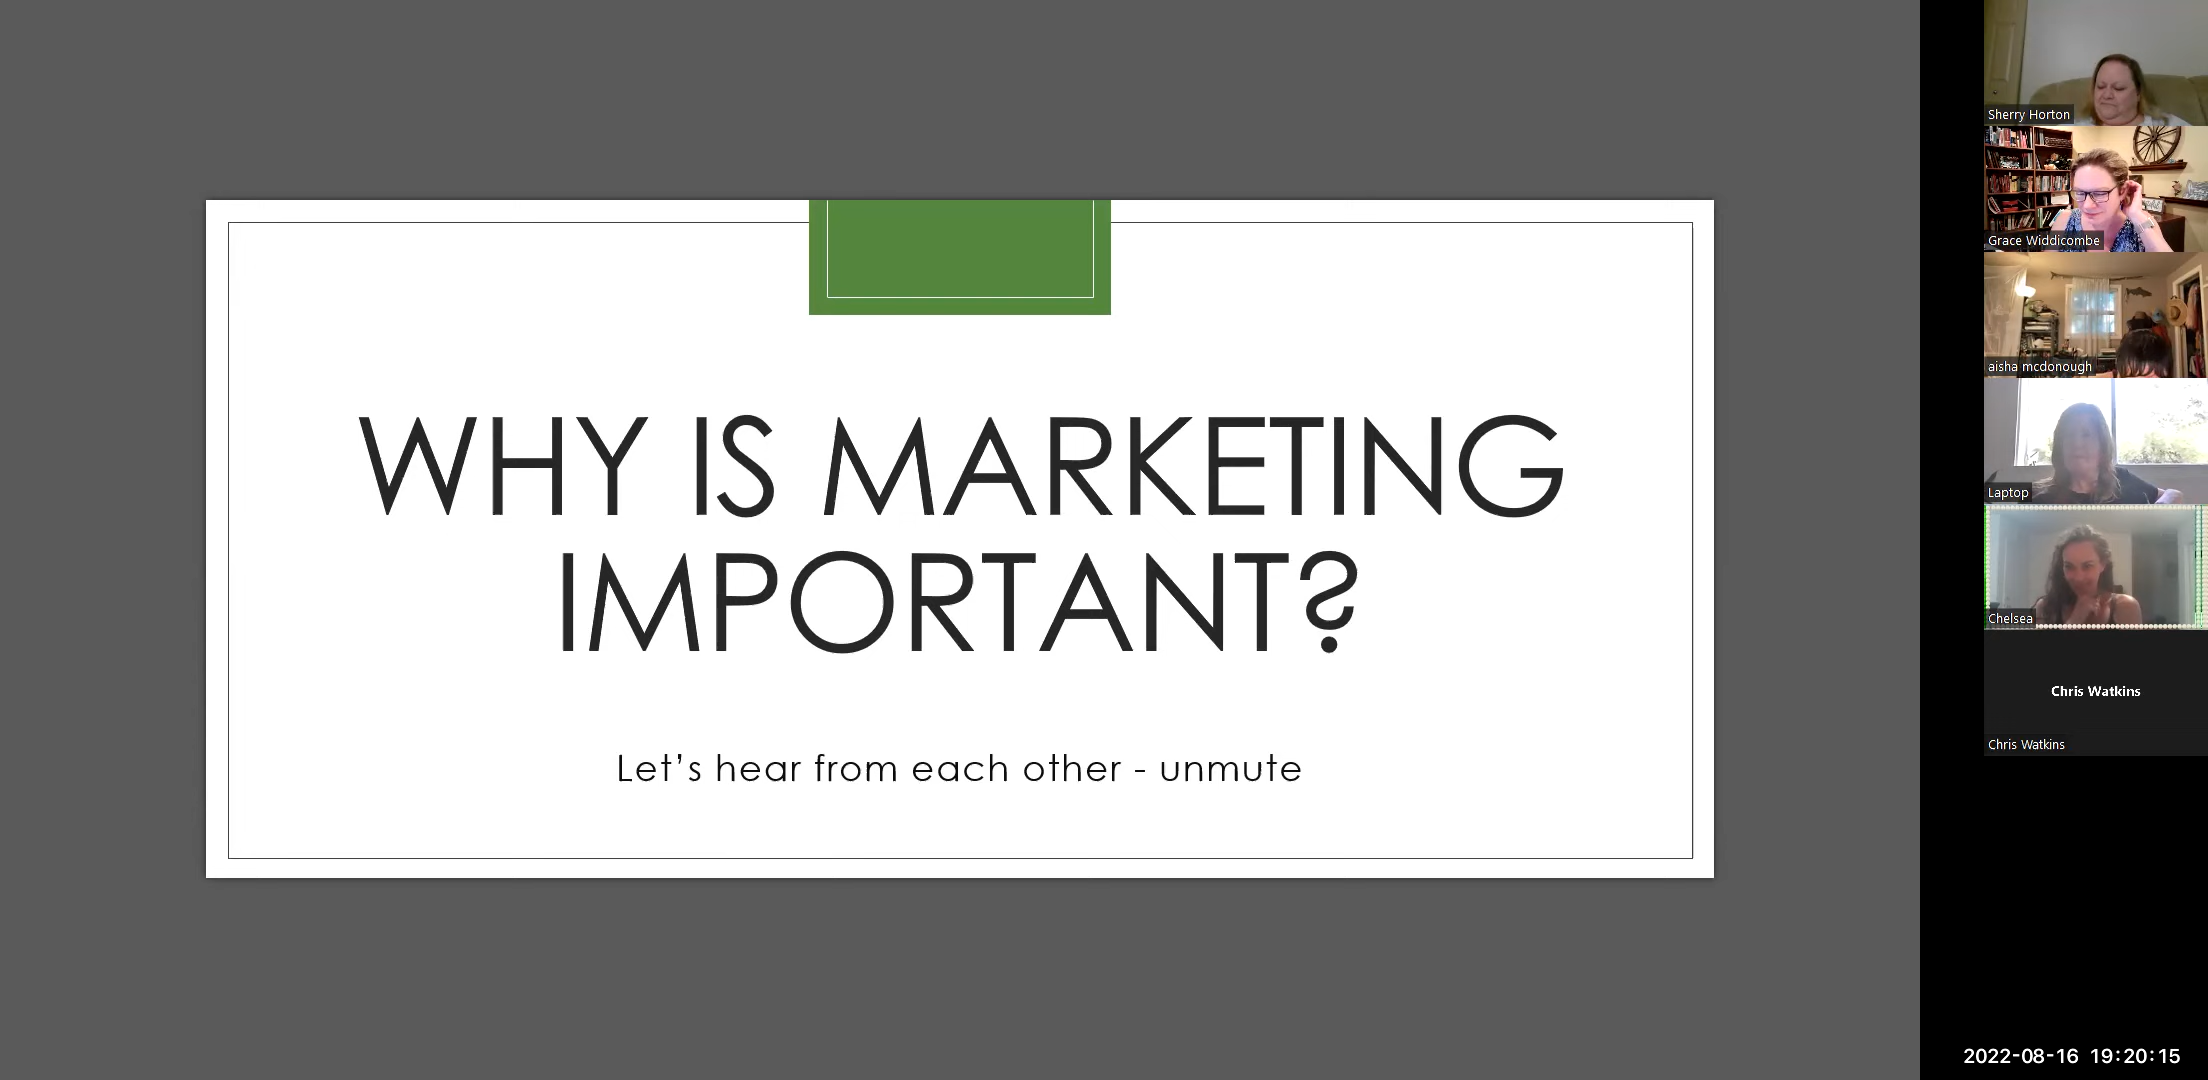 WHY IS MARKETING
IMPORTANT?
Let's hear from each other - unmute
Sherry Horton
Grace Widdicombe
aisha mcdonough
Laptop
Chelsea
Chris Watkins
Chris Watkins
2022-08-16 19:20:15